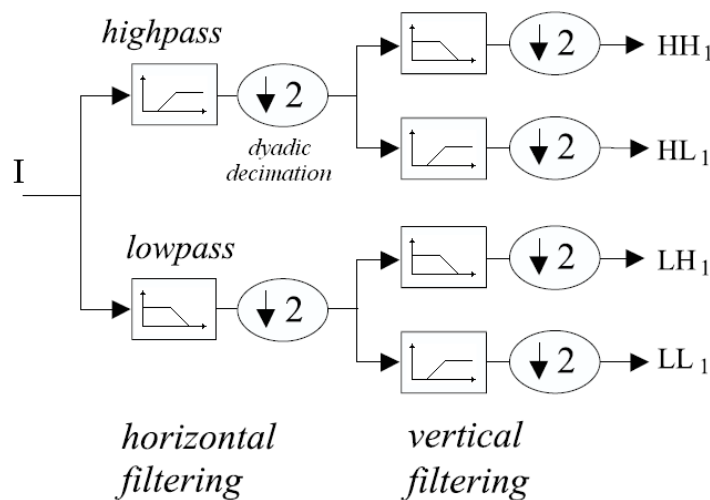 highpass
↓ 2
dyadic
decimation
↓ 2
HH1
↓ 2
HL1
I
lowpass
↓ 2
↓ 2
LH1
↓ 2
LL1
horizontal
filtering
vertical
filtering